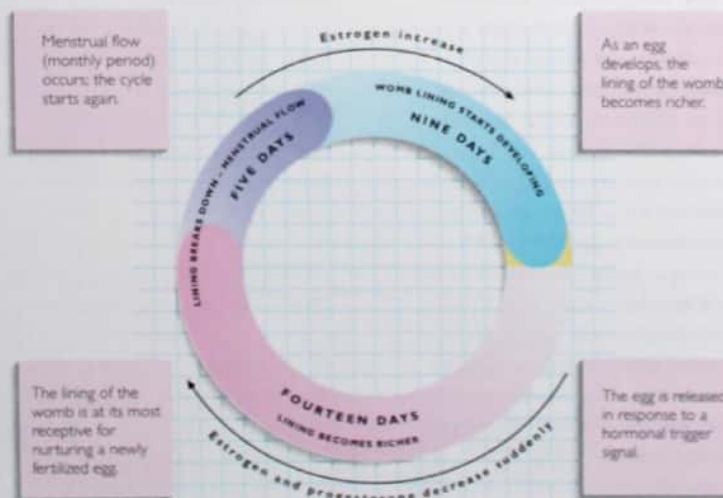 Menstrual flow
(monthly period)
occurs; the cycle
starts again.
Estrogen increase
As an egg
develops, the
lining of the womb
becomes richer.
WOMB LINING STARTS DEVELOPING
NINE DAYS
LINING BREAKS DOWN – MENSTRUAL FLOW
FIVE DAYS
FOURTEEN DAYS
LINING BECOMES RICHER
Estrogen and progesterone decrease suddenly
The lining of the
womb is at its most
receptive for
nurturing a newly
fertilized egg.
The egg is released
in response to a
hormonal trigger
signal.